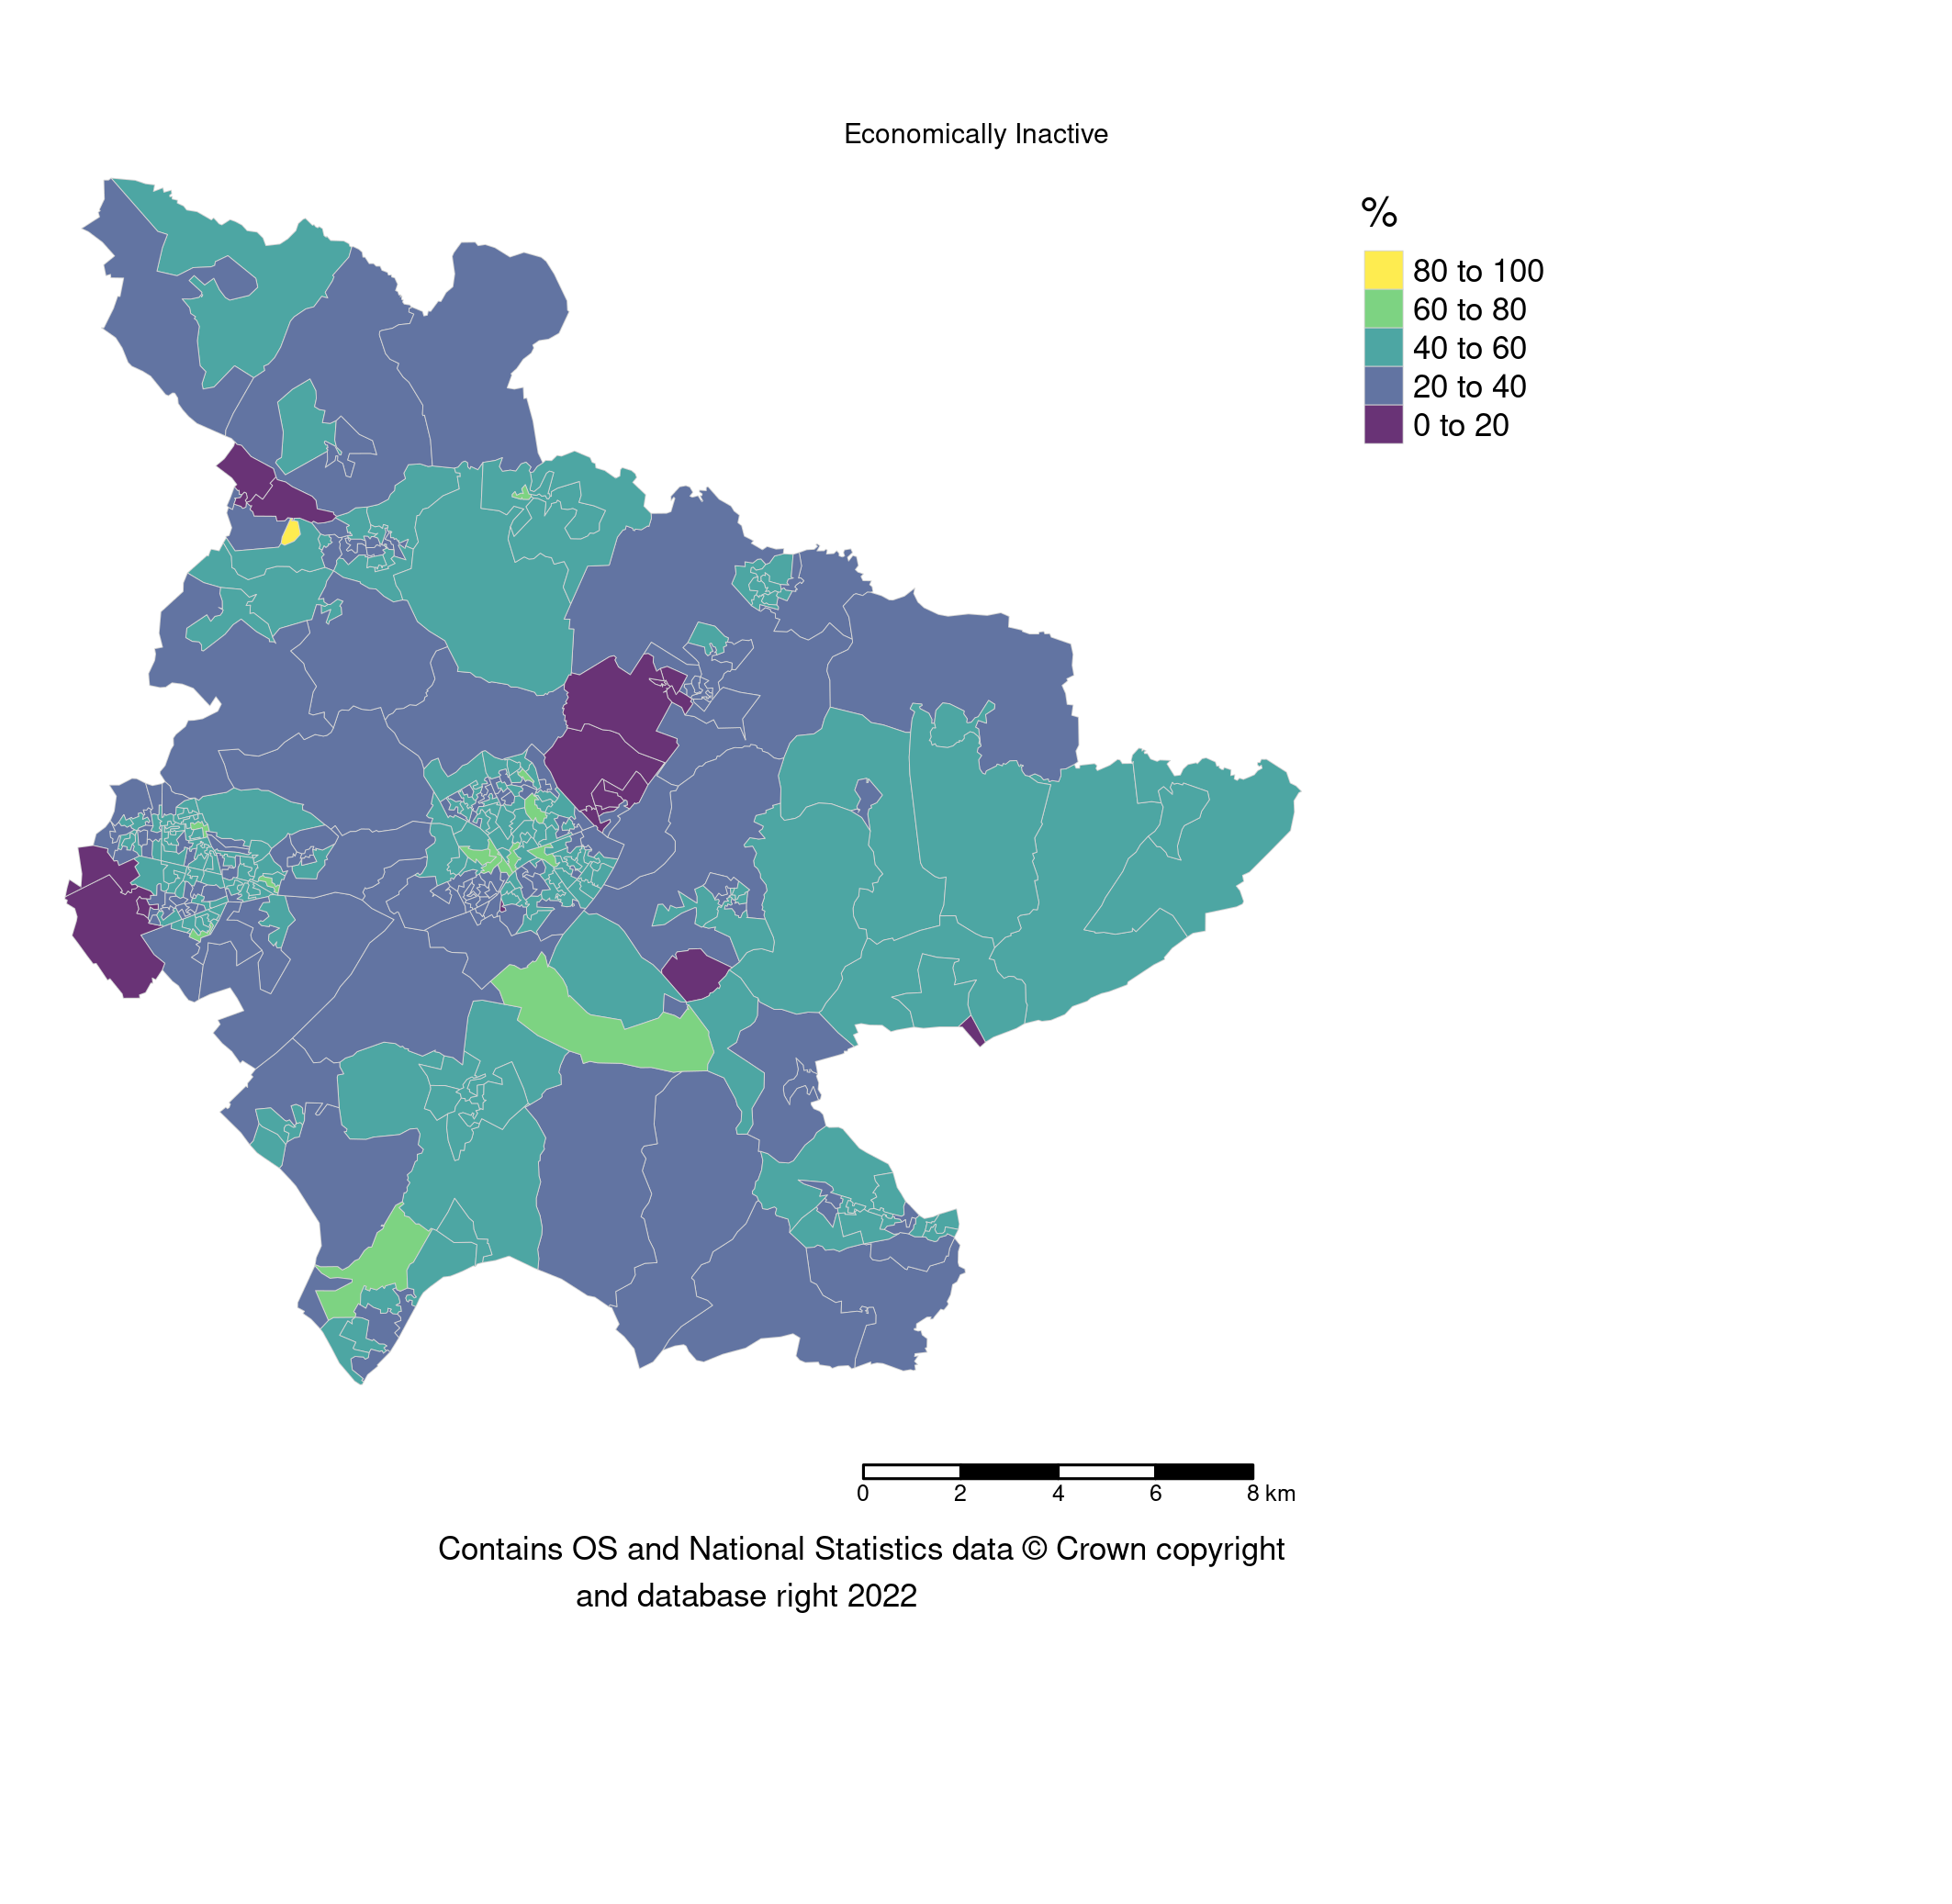 Economically Inactive
%
80 to 100
60 to 80
40 to 60
20 to 40
0 to 20
0 2 4 6 8 km
Contains OS and National Statistics data © Crown copyright
and database right 2022